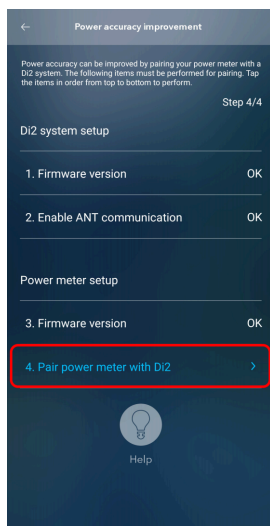 Power accuracy improvement
Power accuracy can be improved by pairing your power meter with a
Di2 system. The following items must be performed for pairing. Tap
the items in order from top to bottom to perform.
Step 4/4
Di2 system setup
1. Firmware version OK
2. Enable ANT communication OK
Power meter setup
3. Firmware version OK
4. Pair power meter with Di2
Help